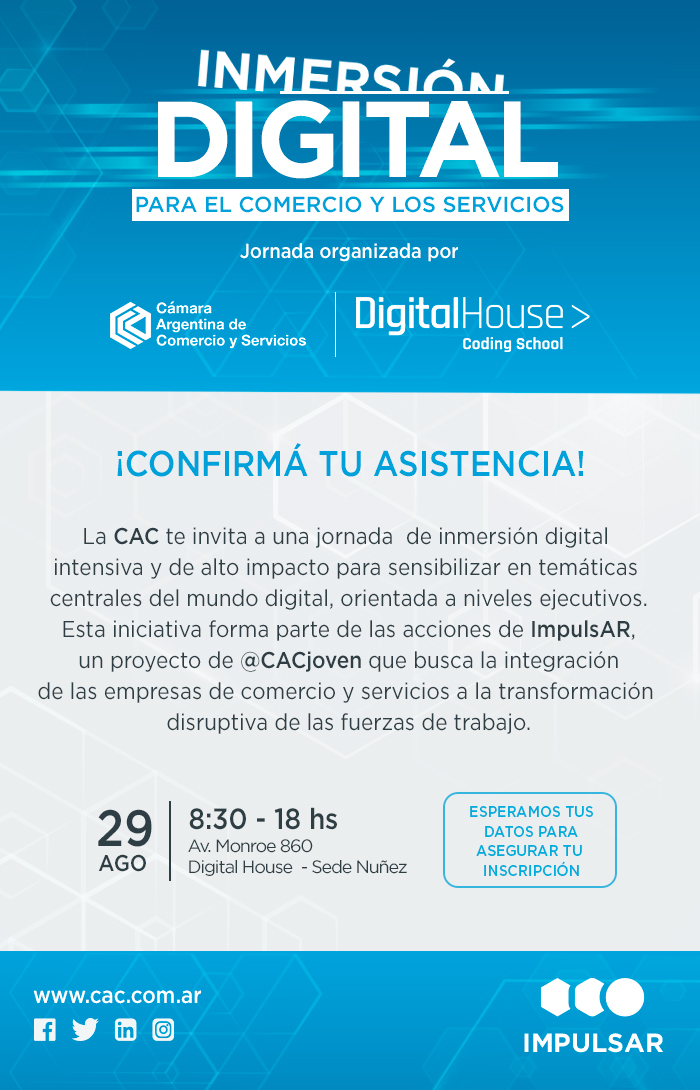 INMERSIÓN
DIGITAL
PARA EL COMERCIO Y LOS SERVICIOS
Jornada organizada por
Cámara
Argentina de
Comercio y Servicios
DigitalHouse >
Coding School
¡CONFIRMÁ TU ASISTENCIA!
La CAC te invita a una jornada de inmersión digital
intensiva y de alto impacto para sensibilizar en temáticas
centrales del mundo digital, orientada a niveles ejecutivos.
Esta iniciativa forma parte de las acciones de ImpulsAR,
un proyecto de @CACjoven que busca la integración
de las empresas de comercio y servicios a la transformación
disruptiva de las fuerzas de trabajo.
29
AGO
8:30 - 18 hs
Av. Monroe 860
Digital House - Sede Nuñez
ESPERAMOS TUS
DATOS PARA
ASEGURAR TU
INSCRIPCIÓN
www.cac.com.ar
IMPULSAR